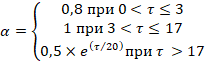 0,8 при 0 < τ ≤ 3
α = { 1 при 3 < τ ≤ 17
0,5 × e^(τ/20) при τ > 17